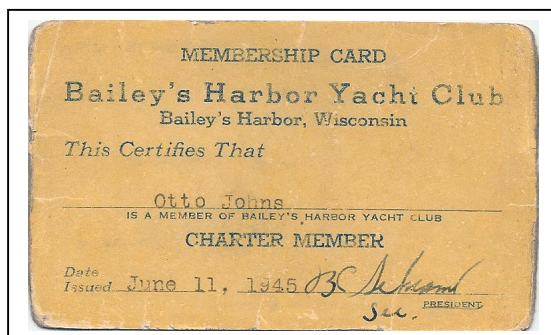 MEMBERSHIP CARD
Bailey's Harbor Yacht Club
Bailey's Harbor, Wisconsin
This Certifies That
Otto Johns
IS A MEMBER OF BAILEY'S HARBOR YACHT CLUB
CHARTER MEMBER
Date
Issued June 11, 1945
PRESIDENT
Sec.